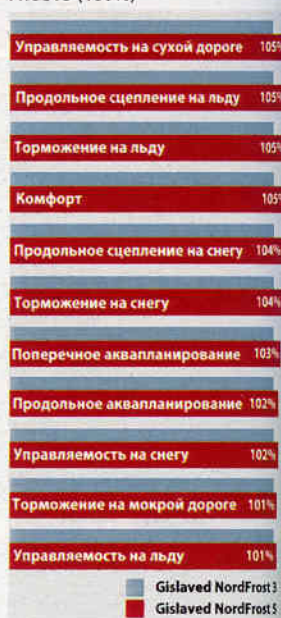 Управляемость на сухой дороге 105%
Продольное сцепление на льду 105%
Торможение на льду 105%
Комфорт 105%
Продольное сцепление на снегу 104%
Торможение на снегу 104%
Поперечное аквапланирование 103%
Продольное аквапланирование 102%
Управляемость на снегу 102%
Торможение на мокрой дороге 101%
Управляемость на льду 101%
Gislaved NordFrost 3
Gislaved NordFrost 5